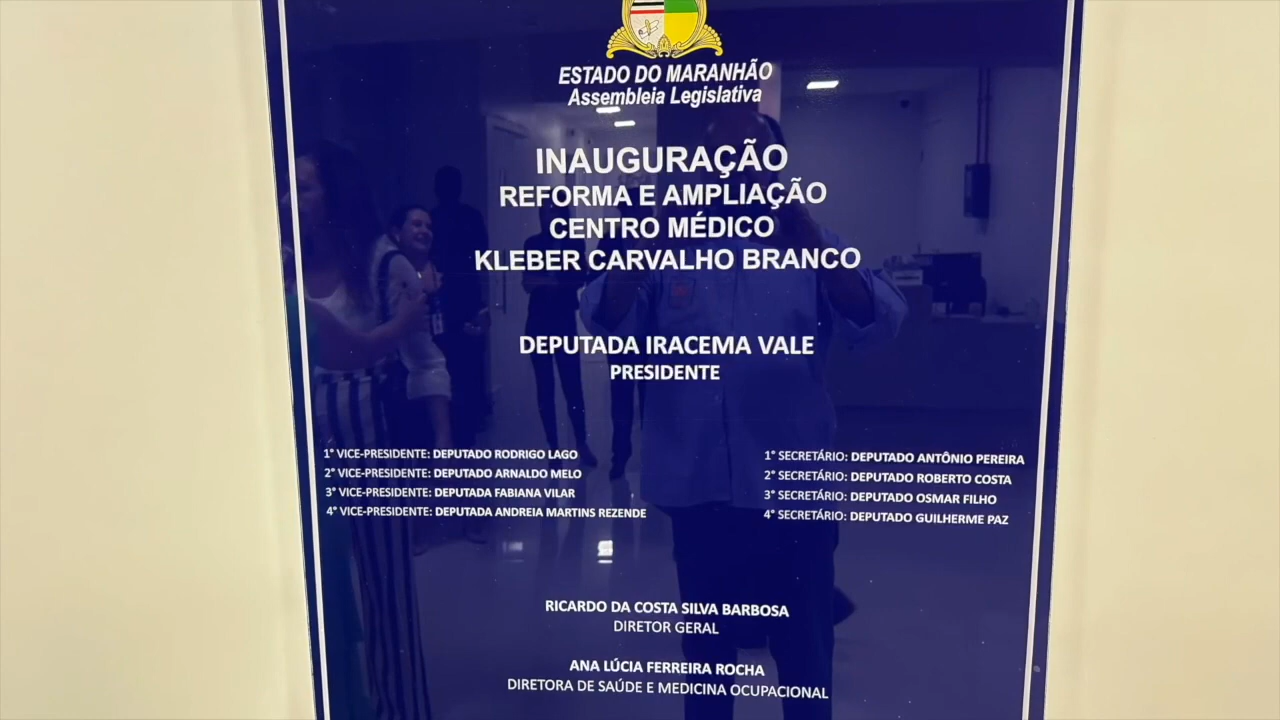 ESTADO DO MARANHÃO
Assembleia Legislativa
INAUGURAÇÃO
REFORMA E AMPLIAÇÃO
CENTRO MÉDICO
KLEBER CARVALHO BRANCO
DEPUTADA IRACEMA VALE
PRESIDENTE
1° VICE-PRESIDENTE: DEPUTADO RODRIGO LAGO
2° VICE-PRESIDENTE: DEPUTADO ARNALDO MELO
3° VICE-PRESIDENTE: DEPUTADA FABIANA VILAR
4° VICE-PRESIDENTE: DEPUTADA ANDREIA MARTINS REZENDE
1° SECRETÁRIO: DEPUTADO ANTÔNIO PEREIRA
2° SECRETÁRIO: DEPUTADO ROBERTO COSTA
3° SECRETÁRIO: DEPUTADO OSMAR FILHO
4° SECRETÁRIO: DEPUTADO GUILHERME PAZ
RICARDO DA COSTA SILVA BARBOSA
DIRETOR GERAL
ANA LÚCIA FERREIRA ROCHA
DIRETORA DE SAÚDE E MEDICINA OCUPACIONAL